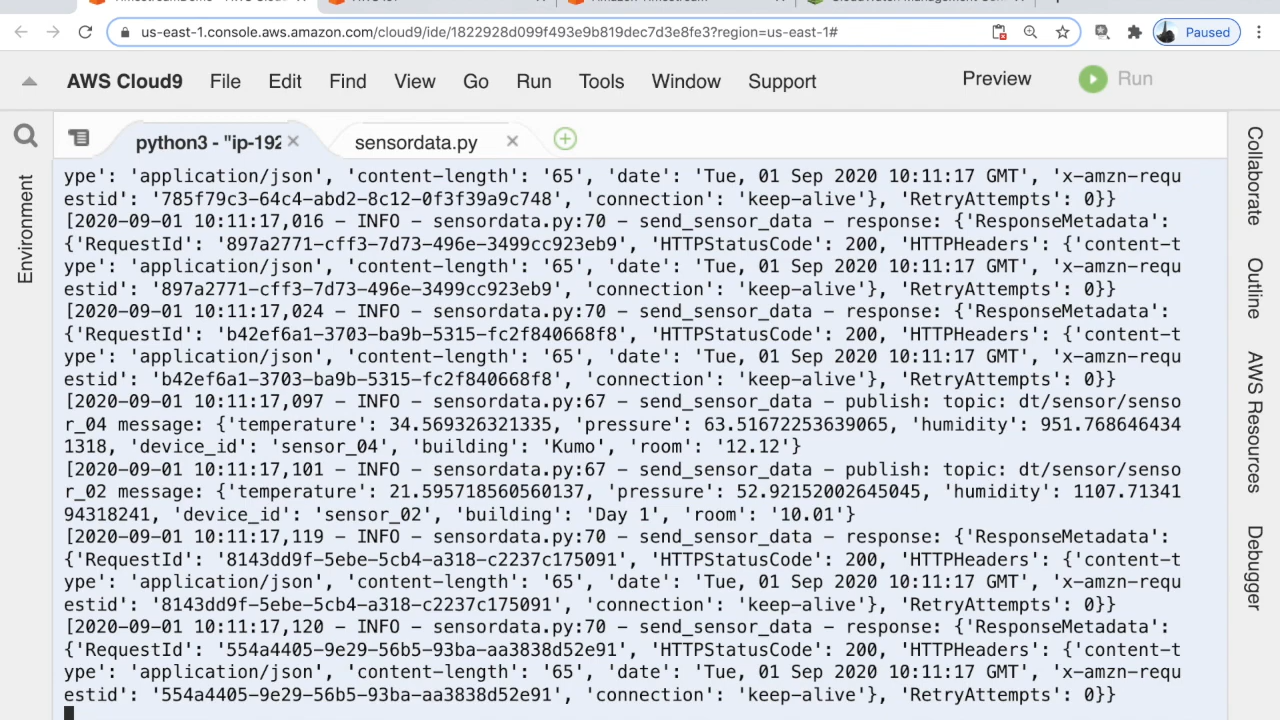 us-east-1.console.aws.amazon.com/cloud9/ide/1822928d099f493e9b819dec7d3e8fe3?region=us-east-1#
Paused
AWS Cloud9 File Edit Find View Go Run Tools Window Support Preview Run
python3 - "ip-192
sensordata.py
Environment
ype': 'application/json', 'content-length': '65', 'date': 'Tue, 01 Sep 2020 10:11:17 GMT', 'x-amzn-requ
estid': '785f79c3-64c4-abd2-8c12-0f3f39a9c748', 'connection': 'keep-alive'}, 'RetryAttempts': 0}}
[2020-09-01 10:11:17,016 - INFO - sensordata.py:70 - send_sensor_data - response: {'ResponseMetadata':
{'RequestId': '897a2771-cff3-7d73-496e-3499cc923eb9', 'HTTPStatusCode': 200, 'HTTPHeaders': {'content-t
ype': 'application/json', 'content-length': '65', 'date': 'Tue, 01 Sep 2020 10:11:17 GMT', 'x-amzn-requ
estid': '897a2771-cff3-7d73-496e-3499cc923eb9', 'connection': 'keep-alive'}, 'RetryAttempts': 0}}
[2020-09-01 10:11:17,024 - INFO - sensordata.py:70 - send_sensor_data - response: {'ResponseMetadata':
{'RequestId': 'b42ef6a1-3703-ba9b-5315-fc2f840668f8', 'HTTPStatusCode': 200, 'HTTPHeaders': {'content-t
ype': 'application/json', 'content-length': '65', 'date': 'Tue, 01 Sep 2020 10:11:17 GMT', 'x-amzn-requ
estid': 'b42ef6a1-3703-ba9b-5315-fc2f840668f8', 'connection': 'keep-alive'}, 'RetryAttempts': 0}}
[2020-09-01 10:11:17,097 - INFO - sensordata.py:67 - send_sensor_data - publish: topic: dt/sensor/senso
r_04 message: {'temperature': 34.569326321335, 'pressure': 63.51672253639065, 'humidity': 951.768646434
1318, 'device_id': 'sensor_04', 'building': 'Kumo', 'room': '12.12'}
[2020-09-01 10:11:17,101 - INFO - sensordata.py:67 - send_sensor_data - publish: topic: dt/sensor/senso
r_02 message: {'temperature': 21.595718560560137, 'pressure': 52.92152002645045, 'humidity': 1107.71341
94318241, 'device_id': 'sensor_02', 'building': 'Day 1', 'room': '10.01'}
[2020-09-01 10:11:17,119 - INFO - sensordata.py:70 - send_sensor_data - response: {'ResponseMetadata':
{'RequestId': '8143dd9f-5ebe-5cb4-a318-c2237c175091', 'HTTPStatusCode': 200, 'HTTPHeaders': {'content-t
ype': 'application/json', 'content-length': '65', 'date': 'Tue, 01 Sep 2020 10:11:17 GMT', 'x-amzn-requ
estid': '8143dd9f-5ebe-5cb4-a318-c2237c175091', 'connection': 'keep-alive'}, 'RetryAttempts': 0}}
[2020-09-01 10:11:17,120 - INFO - sensordata.py:70 - send_sensor_data - response: {'ResponseMetadata':
{'RequestId': '554a4405-9e29-56b5-93ba-aa3838d52e91', 'HTTPStatusCode': 200, 'HTTPHeaders': {'content-t
ype': 'application/json', 'content-length': '65', 'date': 'Tue, 01 Sep 2020 10:11:17 GMT', 'x-amzn-requ
estid': '554a4405-9e29-56b5-93ba-aa3838d52e91', 'connection': 'keep-alive'}, 'RetryAttempts': 0}}
Collaborate
Outline
AWS Resources
Debugger